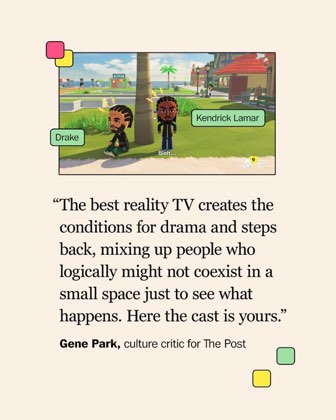 Kendrick Lamar
Drake
“The best reality TV creates the
conditions for drama and steps
back, mixing up people who
logically might not coexist in a
small space just to see what
happens. Here the cast is yours.”
Gene Park, culture critic for The Post